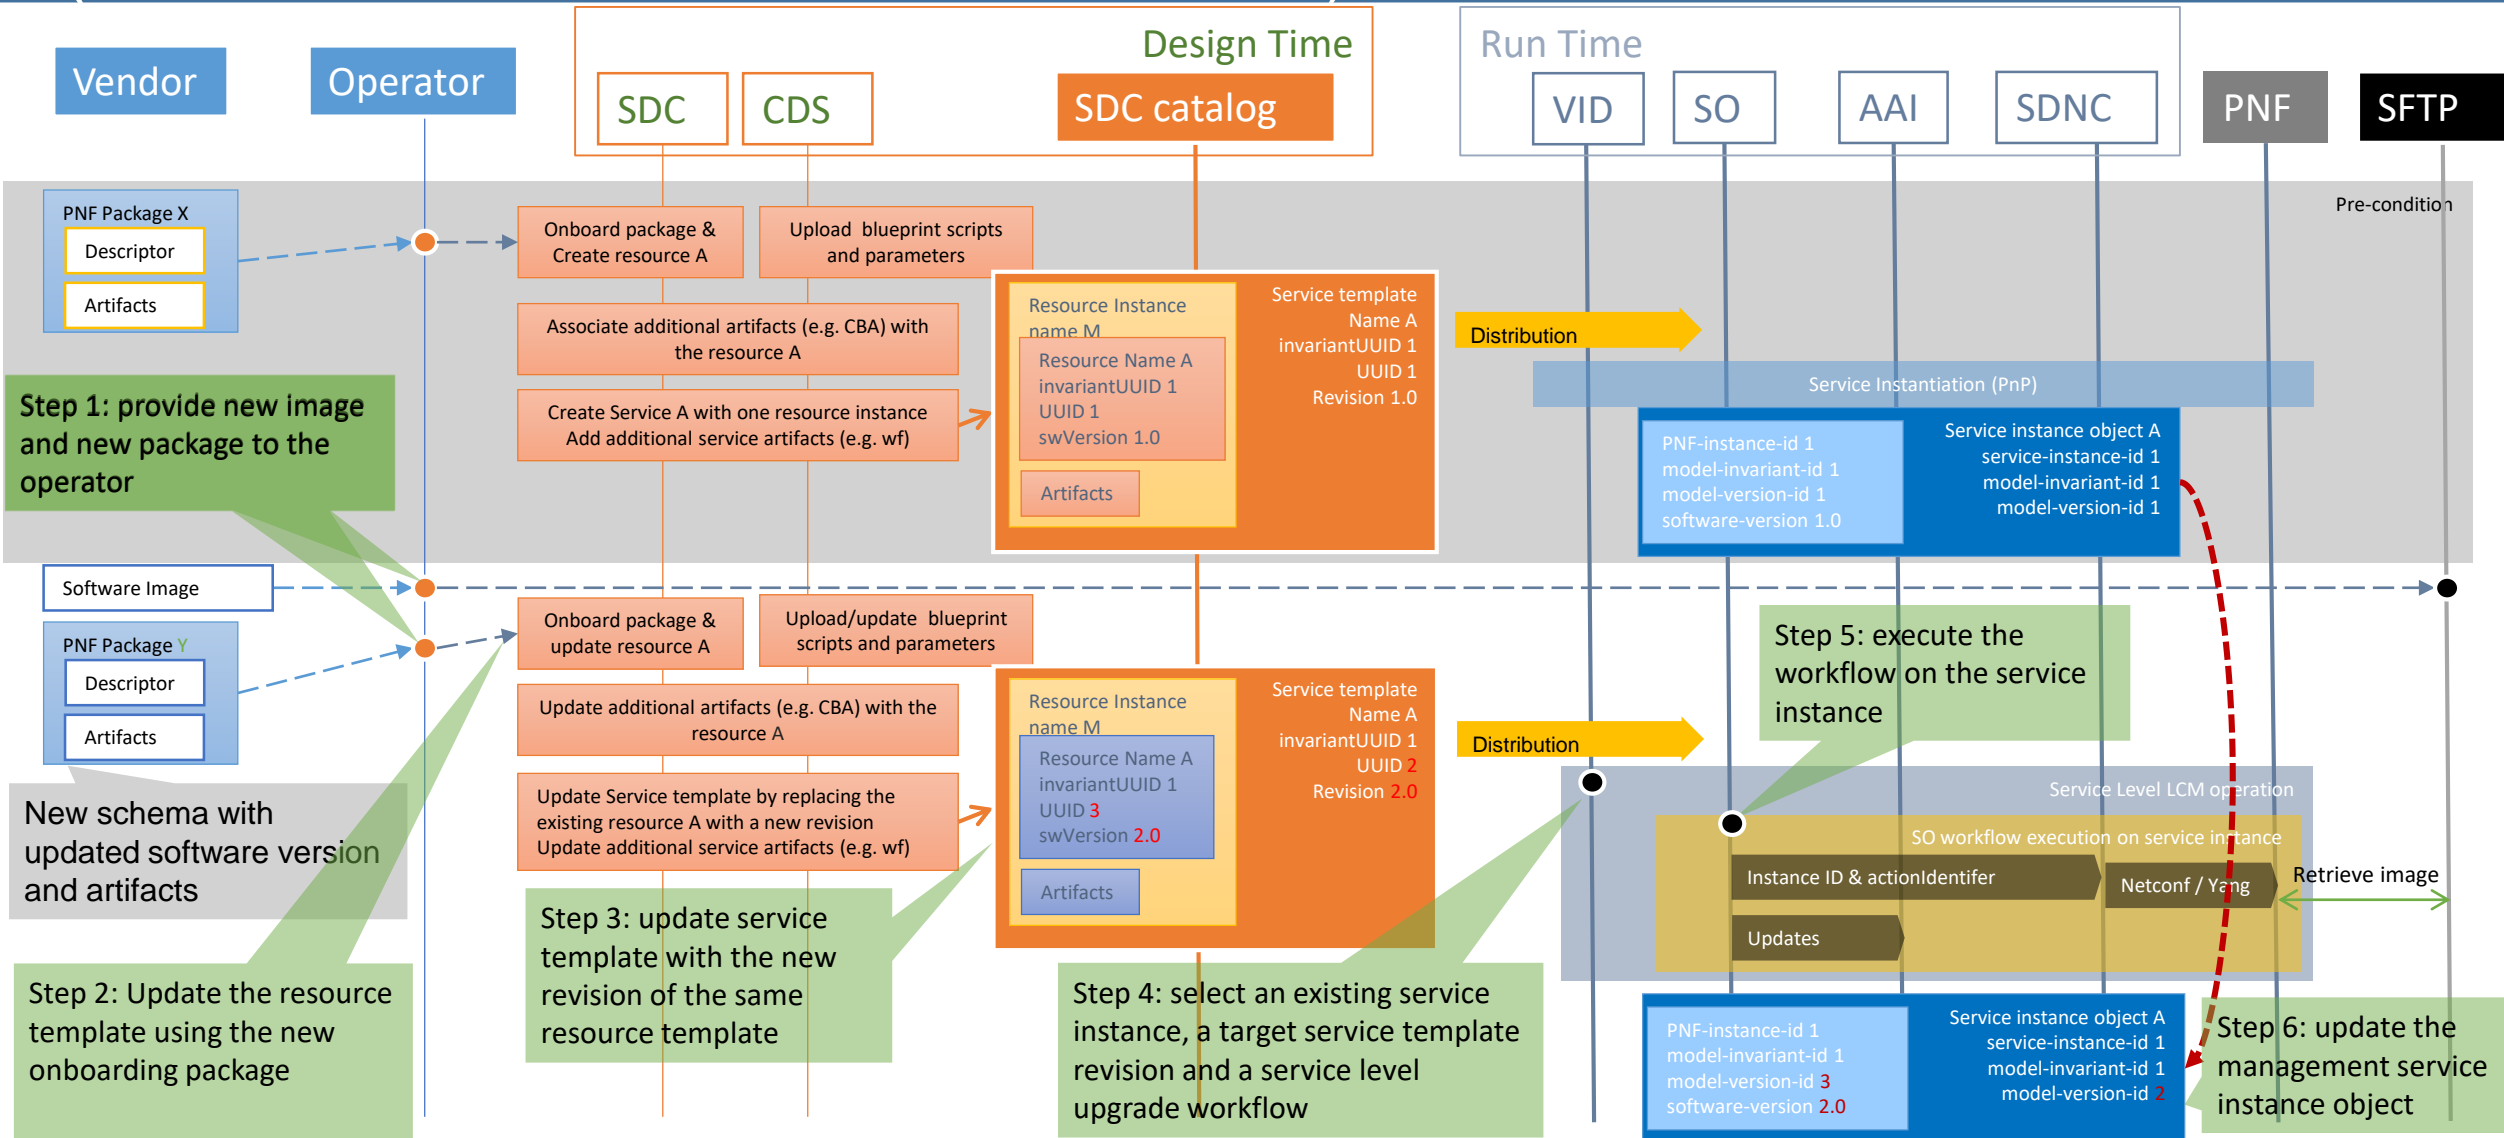 Design Time
Run Time
Vendor
Operator
SDC
CDS
SDC catalog
VID
SO
AAI
SDNC
PNF
SFTP
Pre-condition
PNF Package X
Descriptor
Artifacts
Onboard package &
Create resource A
Upload blueprint scripts
and parameters
Associate additional artifacts (e.g. CBA) with
the resource A
Create Service A with one resource instance
Add additional service artifacts (e.g. wf)
Resource Instance
name M
Resource Name A
invariantUUID 1
UUID 1
swVersion 1.0
Artifacts
Service template
Name A
invariantUUID 1
UUID 1
Revision 1.0
Distribution
Service Instantiation (PnP)
PNF-instance-id 1
model-invariant-id 1
model-version-id 1
software-version 1.0
Service instance object A
service-instance-id 1
model-invariant-id 1
model-version-id 1
Step 1: provide new image
and new package to the
operator
Software Image
PNF Package Y
Descriptor
Artifacts
New schema with
updated software version
and artifacts
Onboard package &
update resource A
Upload/update blueprint
scripts and parameters
Update additional artifacts (e.g. CBA) with the
resource A
Update Service template by replacing the
existing resource A with a new revision
Update additional service artifacts (e.g. wf)
Resource Instance
name M
Resource Name A
invariantUUID 1
UUID 3
swVersion 2.0
Artifacts
Service template
Name A
invariantUUID 1
UUID 2
Revision 2.0
Distribution
Step 5: execute the
workflow on the service
instance
Service Level LCM operation
SO workflow execution on service instance
Instance ID & actionIdentifer
Netconf / Yang
Retrieve image
Updates
Step 2: Update the resource
template using the new
onboarding package
Step 3: update service
template with the new
revision of the same
resource template
Step 4: select an existing service
instance, a target service template
revision and a service level
upgrade workflow
PNF-instance-id 1
model-invariant-id 1
model-version-id 3
software-version 2.0
Service instance object A
service-instance-id 1
model-invariant-id 1
model-version-id 2
Step 6: update the
management service
instance object